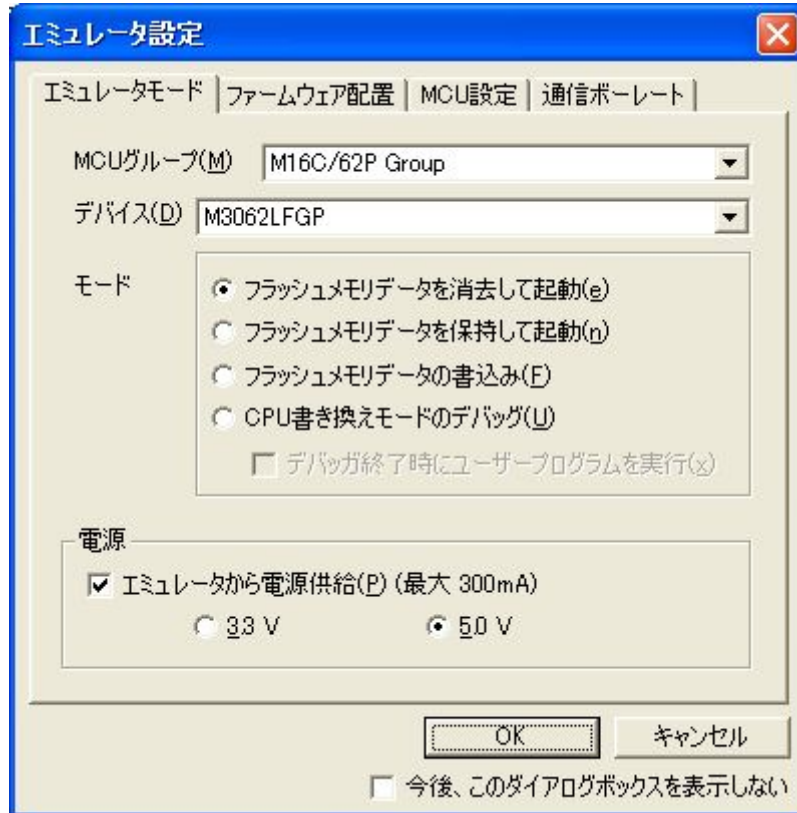 エミュレータ設定
エミュレータモード ファームウェア配置 MCU設定 通信ボーレート
MCUグループ(M) M16C/62P Group
デバイス(D) M3062LFGP
モード
フラッシュメモリデータを消去して起動(e)
フラッシュメモリデータを保持して起動(n)
フラッシュメモリデータの書込み(F)
CPU書き換えモードのデバッグ(U)
デバッガ終了時にユーザープログラムを実行(x)
電源
エミュレータから電源供給(P) (最大 300mA)
3.3 V 5.0 V
OK キャンセル
今後、このダイアログボックスを表示しない